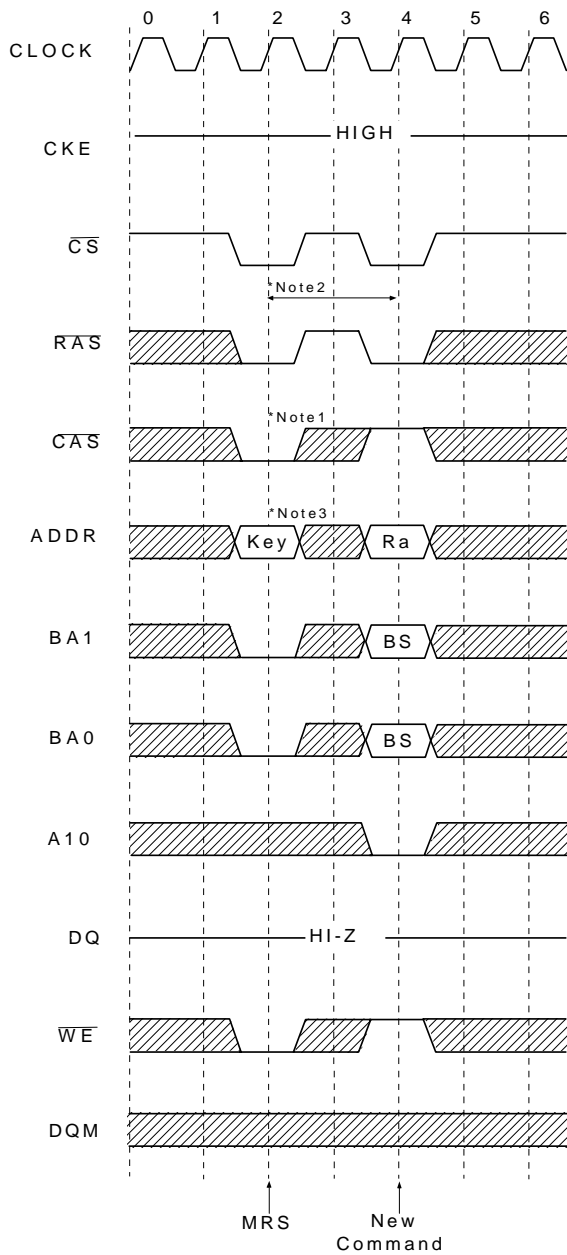 0 1 2 3 4 5 6
CLOCK
CKE
HIGH
CS
*Note2
RAS
*Note1
CAS
*Note3
ADDR
Key
Ra
BA1
BS
BA0
BS
A10
DQ
HI-Z
WE
DQM
MRS
New
Command